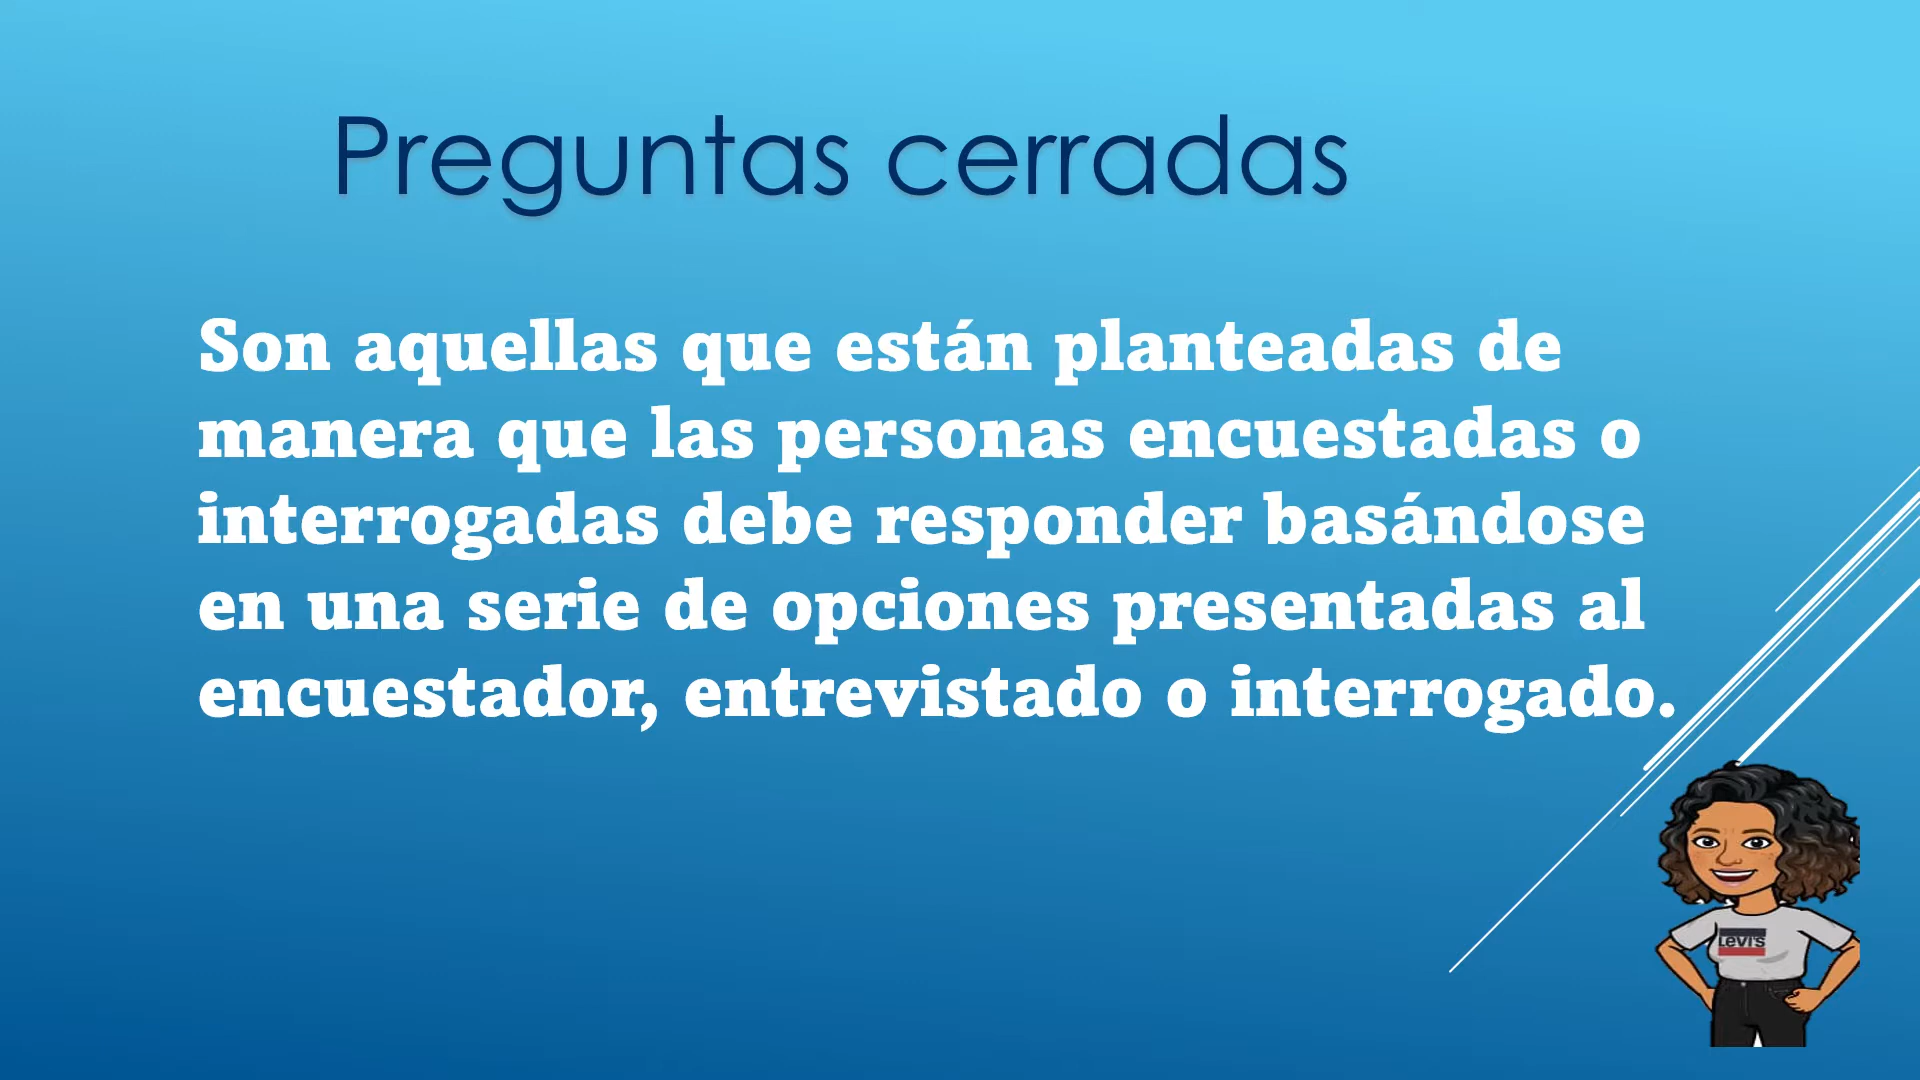 Preguntas cerradas
Son aquellas que están planteadas de
manera que las personas encuestadas o
interrogadas debe responder basándose
en una serie de opciones presentadas al
encuestador, entrevistado o interrogado.
LEVI'S